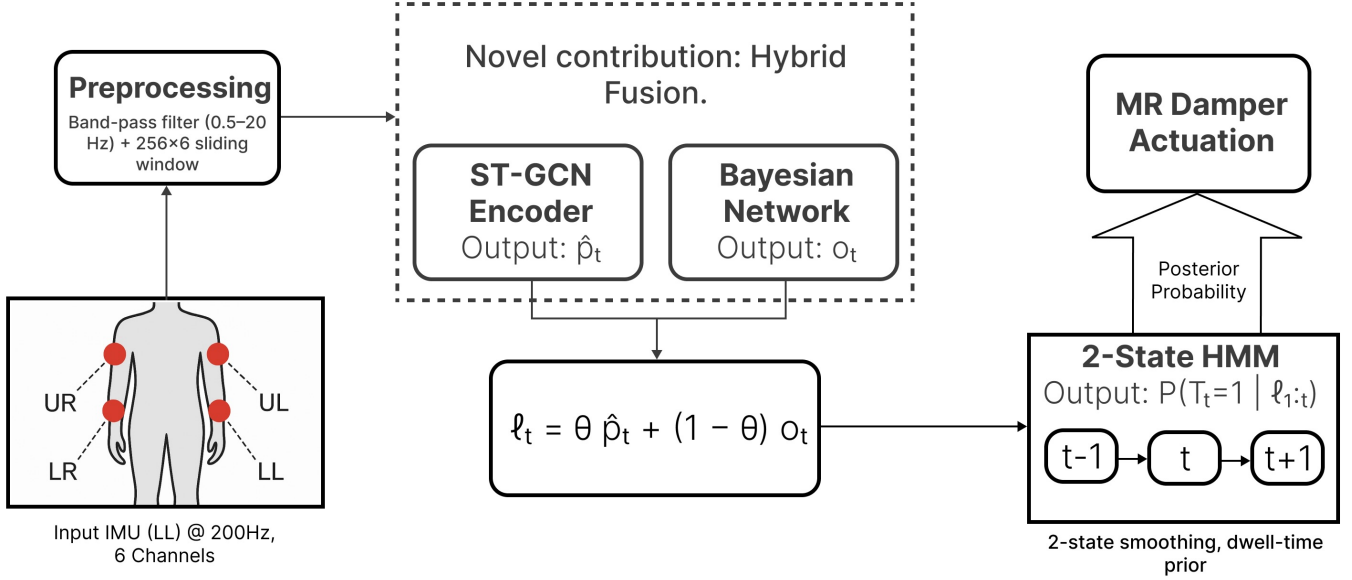 Preprocessing
Band-pass filter (0.5–20
Hz) + 256×6 sliding
window
UR
UL
LR
LL
Input IMU (LL) @ 200Hz,
6 Channels
Novel contribution: Hybrid
Fusion.
ST-GCN
Encoder
Output: p̂ₜ
Bayesian
Network
Output: oₜ
ℓₜ = θ p̂ₜ + (1 − θ) oₜ
MR Damper
Actuation
Posterior
Probability
2-State HMM
Output: P(Tₜ=1 | ℓ₁:ₜ)
t-1
t
t+1
2-state smoothing, dwell-time
prior